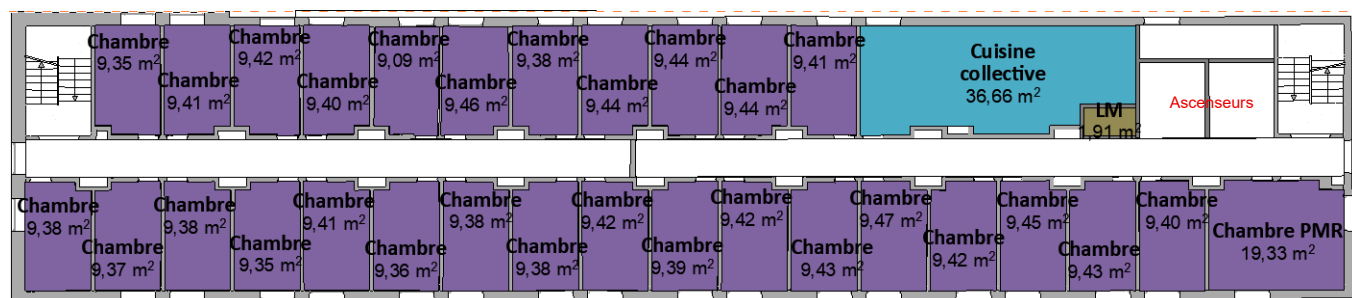 Chambre
9,35 m²
Chambre
9,41 m²
Chambre
9,42 m²
Chambre
9,40 m²
Chambre
9,09 m²
Chambre
9,46 m²
Chambre
9,38 m²
Chambre
9,44 m²
Chambre
9,44 m²
Chambre
9,44 m²
Chambre
9,41 m²
Cuisine
collective
36,66 m²
LM
1,91 m²
Ascenseurs
Chambre
9,38 m²
Chambre
9,37 m²
Chambre
9,38 m²
Chambre
9,35 m²
Chambre
9,41 m²
Chambre
9,36 m²
Chambre
9,38 m²
Chambre
9,38 m²
Chambre
9,42 m²
Chambre
9,39 m²
Chambre
9,42 m²
Chambre
9,43 m²
Chambre
9,47 m²
Chambre
9,42 m²
Chambre
9,45 m²
Chambre
9,43 m²
Chambre
9,40 m²
Chambre PMR
19,33 m²